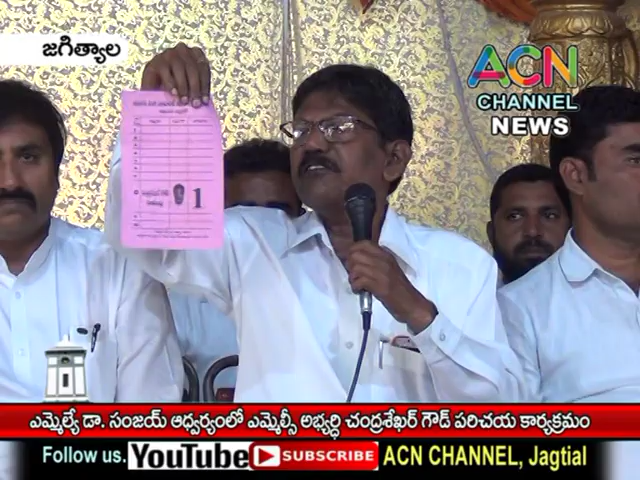 జగిత్యాల
ACN
CHANNEL
NEWS
1
ఎమ్మెల్యే డా. సంజయ్ ఆధ్వర్యంలో ఎమ్మెల్సీ అభ్యర్థి చంద్రశేఖర్ గౌడ్ పరిచయ కార్యక్రమం
Follow us. YouTube SUBSCRIBE ACN CHANNEL, Jagtial